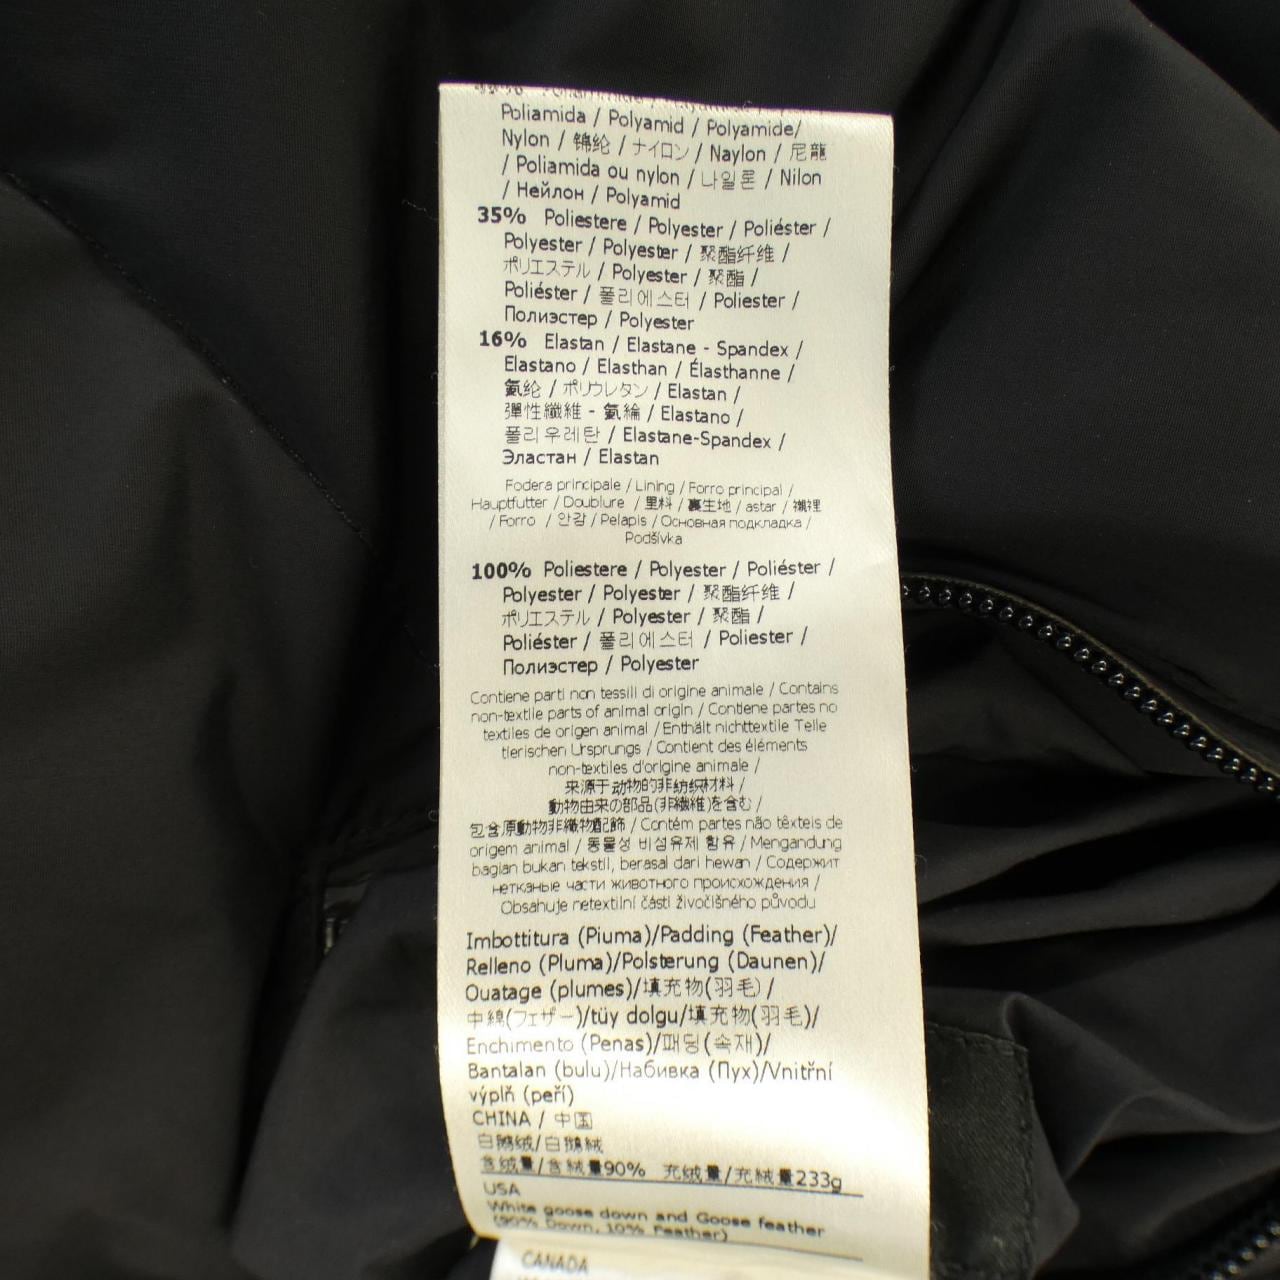 Poliamida / Polyamid / Polyamide/
Nylon / 锦纶 / ナイロン / Naylon / 尼龍
/ Poliamida ou nylon / 나일론 / Nilon
/ Нейлон / Polyamid
35% Poliestere / Polyester / Poliéster /
Polyester / Polyester / 聚酯纤维 /
ポリエステル / Polyester / 聚酯 /
Poliéster / 폴리에스터 / Poliester /
Полиэстер / Polyester
16% Elastan / Elastane - Spandex /
Elastano / Elasthan / Élasthanne /
氨纶 / ポリウレタン / Elastan /
彈性纖維 - 氨綸 / Elastano /
폴리우레탄 / Elastane-Spandex /
Эластан / Elastan
Fodera principale / Lining / Forro principal /
Hauptfutter / Doublure / 里料 / 裏生地 / astar / 襯裡
/ Forro / 안감 / Pelapis / Основная подкладка /
Podšívka
100% Poliestere / Polyester / Poliéster /
Polyester / Polyester / 聚酯纤维 /
ポリエステル / Polyester / 聚酯 /
Poliéster / 폴리에스터 / Poliester /
Полиэстер / Polyester
Contiene parti non tessili di origine animale / Contains
non-textile parts of animal origin / Contiene partes no
textiles de origen animal / Enthält nichttextile Teile
tierischen Ursprungs / Contient des éléments
non-textiles d'origine animale /
来源于动物的非纺织材料 /
動物由来の部品(非繊維)を含む /
包含原動物非織物配飾 / Contém partes não têxteis de
origem animal / 동물성 비섬유제 함유 / Mengandung
bagian bukan tekstil, berasal dari hewan / Содержит
нетканые части животного происхождения /
Obsahuje netextilní části živočišného původu
Imbottitura (Piuma)/Padding (Feather)/
Relleno (Pluma)/Polsterung (Daunen)/
Ouatage (plumes)/填充物(羽毛)/
中綿(フェザー)/tüy dolgu/填充物(羽毛)/
Enchimento (Penas)/패딩(속재)/
Bantalan (bulu)/Набивка (Пух)/Vnitřní
výplň (peří)
CHINA / 中国
白鹅绒/白鵝絨
含绒量/含絨量90% 充绒量/充絨量233g
USA
White goose down and Goose feather
(90% Down, 10% Feather)
CANADA